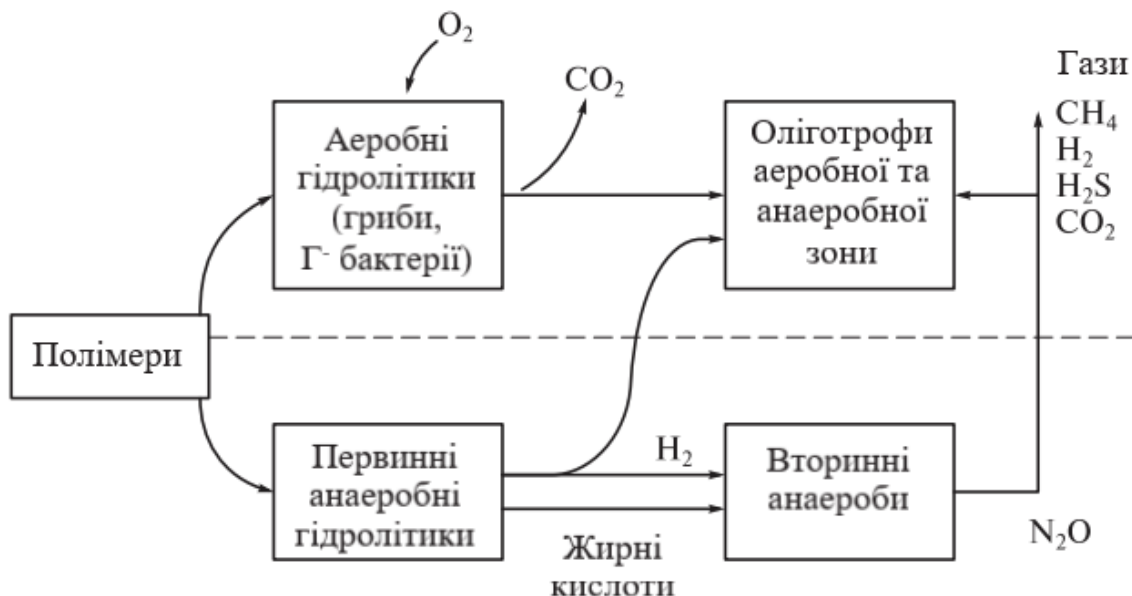 O₂
CO₂
Гази
CH₄
H₂
H₂S
CO₂
Аеробні
гідролітики
(гриби,
Г⁻ бактерії)
Оліготрофи
аеробної та
анаеробної
зони
Полімери
Первинні
анаеробні
гідролітики
H₂
Жирні
кислоти
Вторинні
анаероби
N₂O